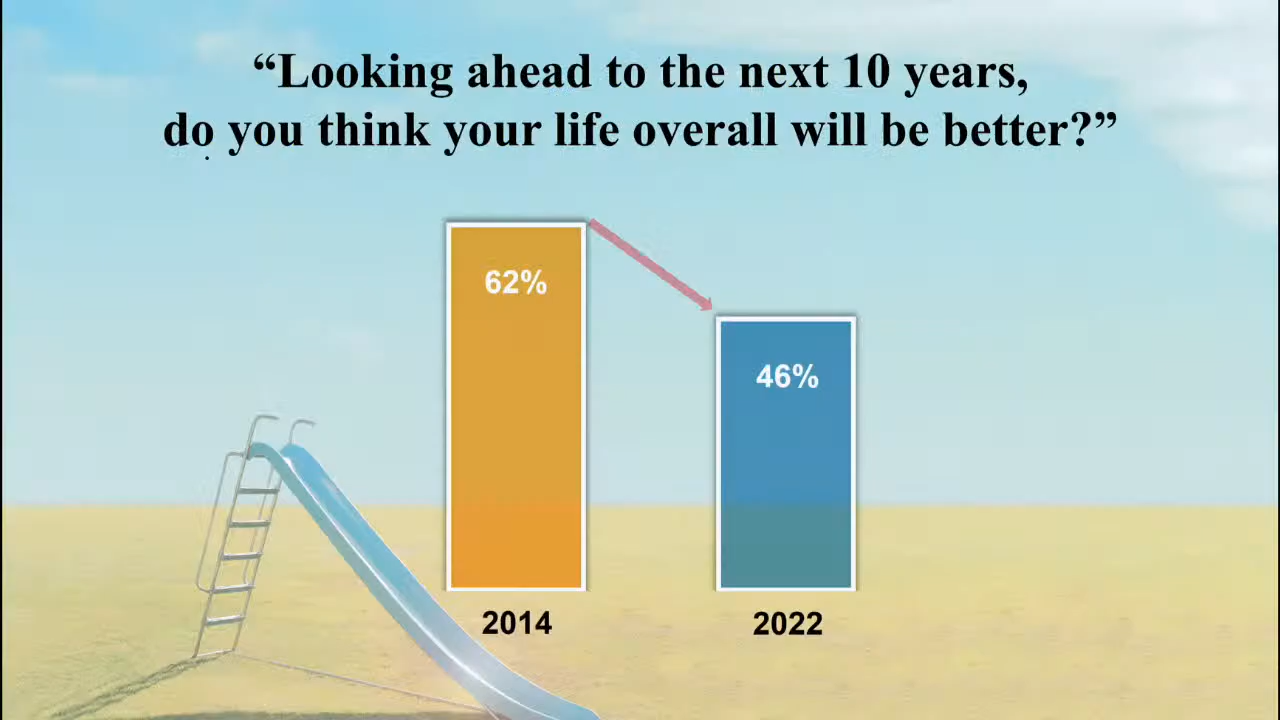 “Looking ahead to the next 10 years,
do you think your life overall will be better?”
62%
46%
2014
2022